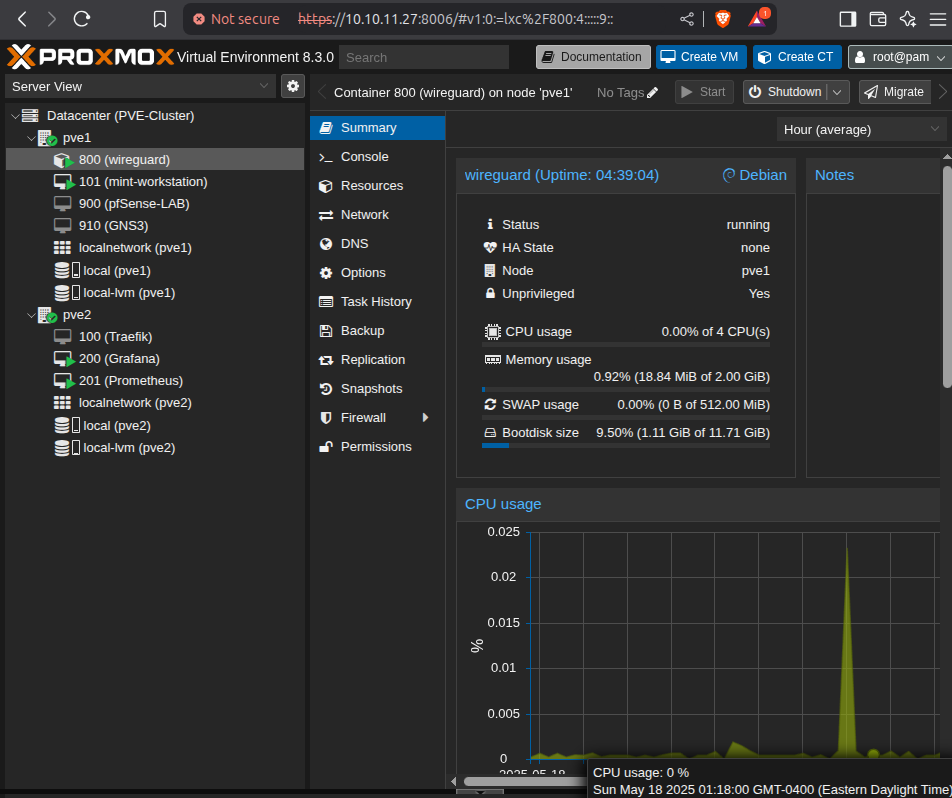 Not secure https://10.10.11.27:8006/#v1:0:=lxc%2F800:4:::::9:: 1
PROXMOX Virtual Environment 8.3.0 Search Documentation Create VM Create CT root@pam
Server View
Container 800 (wireguard) on node 'pve1' No Tags Start Shutdown Migrate
Datacenter (PVE-Cluster)
pve1
800 (wireguard)
101 (mint-workstation)
900 (pfSense-LAB)
910 (GNS3)
localnetwork (pve1)
local (pve1)
local-lvm (pve1)
pve2
100 (Traefik)
200 (Grafana)
201 (Prometheus)
localnetwork (pve2)
local (pve2)
local-lvm (pve2)
Summary
Console
Resources
Network
DNS
Options
Task History
Backup
Replication
Snapshots
Firewall
Permissions
Hour (average)
wireguard (Uptime: 04:39:04) Debian
Status running
HA State none
Node pve1
Unprivileged Yes
CPU usage 0.00% of 4 CPU(s)
Memory usage
0.92% (18.84 MiB of 2.00 GiB)
SWAP usage 0.00% (0 B of 512.00 MiB)
Bootdisk size 9.50% (1.11 GiB of 11.71 GiB)
Notes
CPU usage
0.025
0.02
0.015
0.01
0.005
0
%
2025-05-18
CPU usage: 0 %
Sun May 18 2025 01:18:00 GMT-0400 (Eastern Daylight Time)